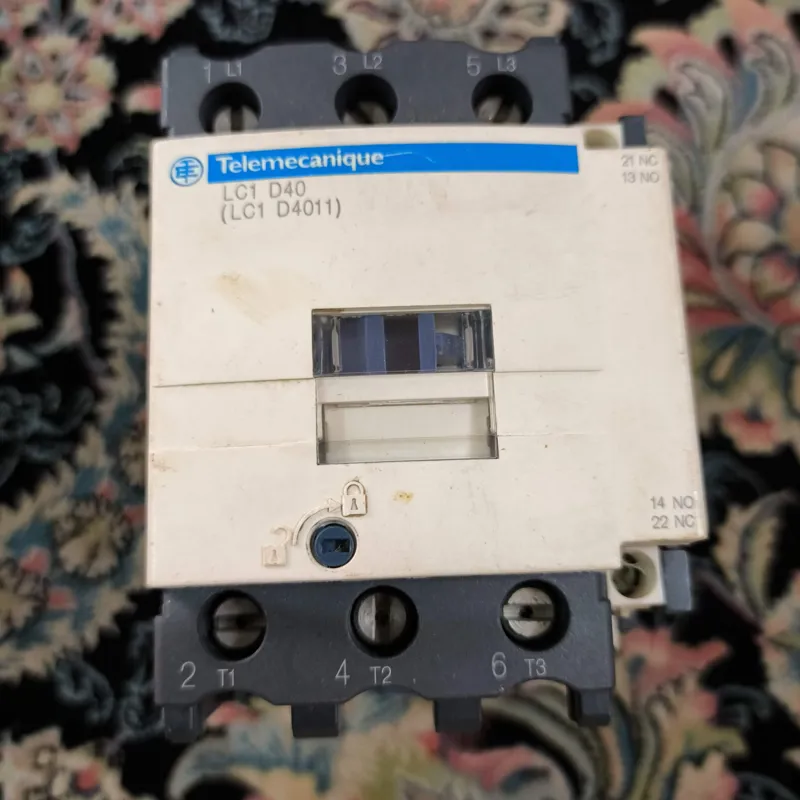 1 L1 3 L2 5 L3
Telemecanique
LC1 D40
(LC1 D4011)
21 NC
13 NO
14 NO
22 NC
2 T1 4 T2 6 T3